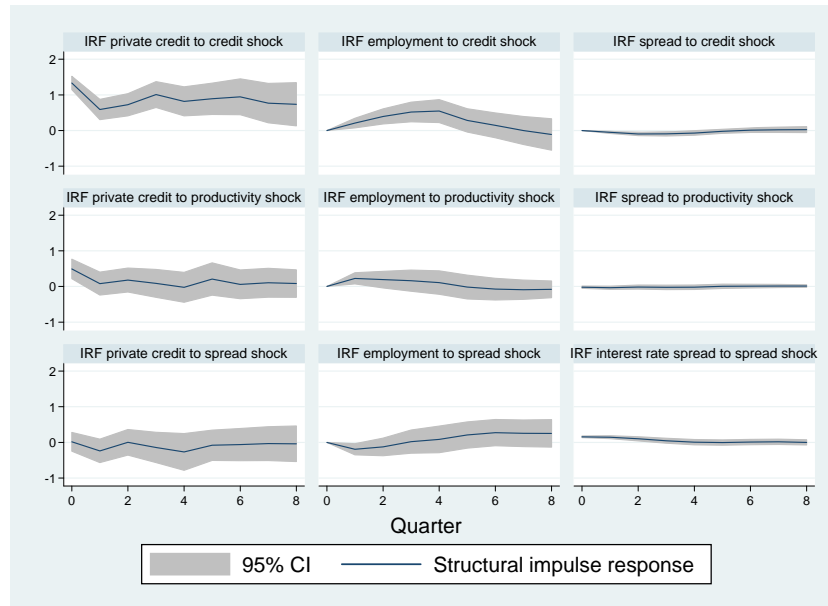 IRF private credit to credit shock
IRF employment to credit shock
IRF spread to credit shock
2
1
0
-1
IRF private credit to productivity shock
IRF employment to productivity shock
IRF spread to productivity shock
2
1
0
-1
IRF private credit to spread shock
IRF employment to spread shock
IRF interest rate spread to spread shock
2
1
0
-1
0 2 4 6 8
0 2 4 6 8
0 2 4 6 8
Quarter
95% CI
Structural impulse response